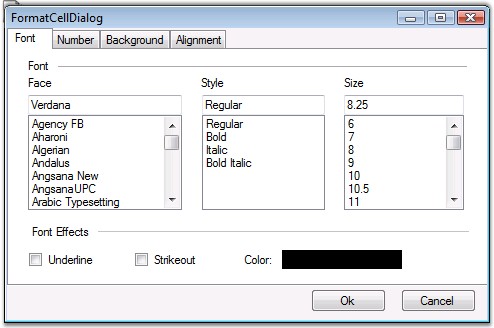 FormatCellDialog
Font Number Background Alignment
Font
Face Style Size
Verdana Regular 8.25
Agency FB Regular 6
Aharoni Bold 7
Algerian Italic 8
Andalus Bold Italic 9
Angsana New 10
AngsanaUPC 10.5
Arabic Typesetting 11
Font Effects
Underline Strikeout Color:
Ok Cancel